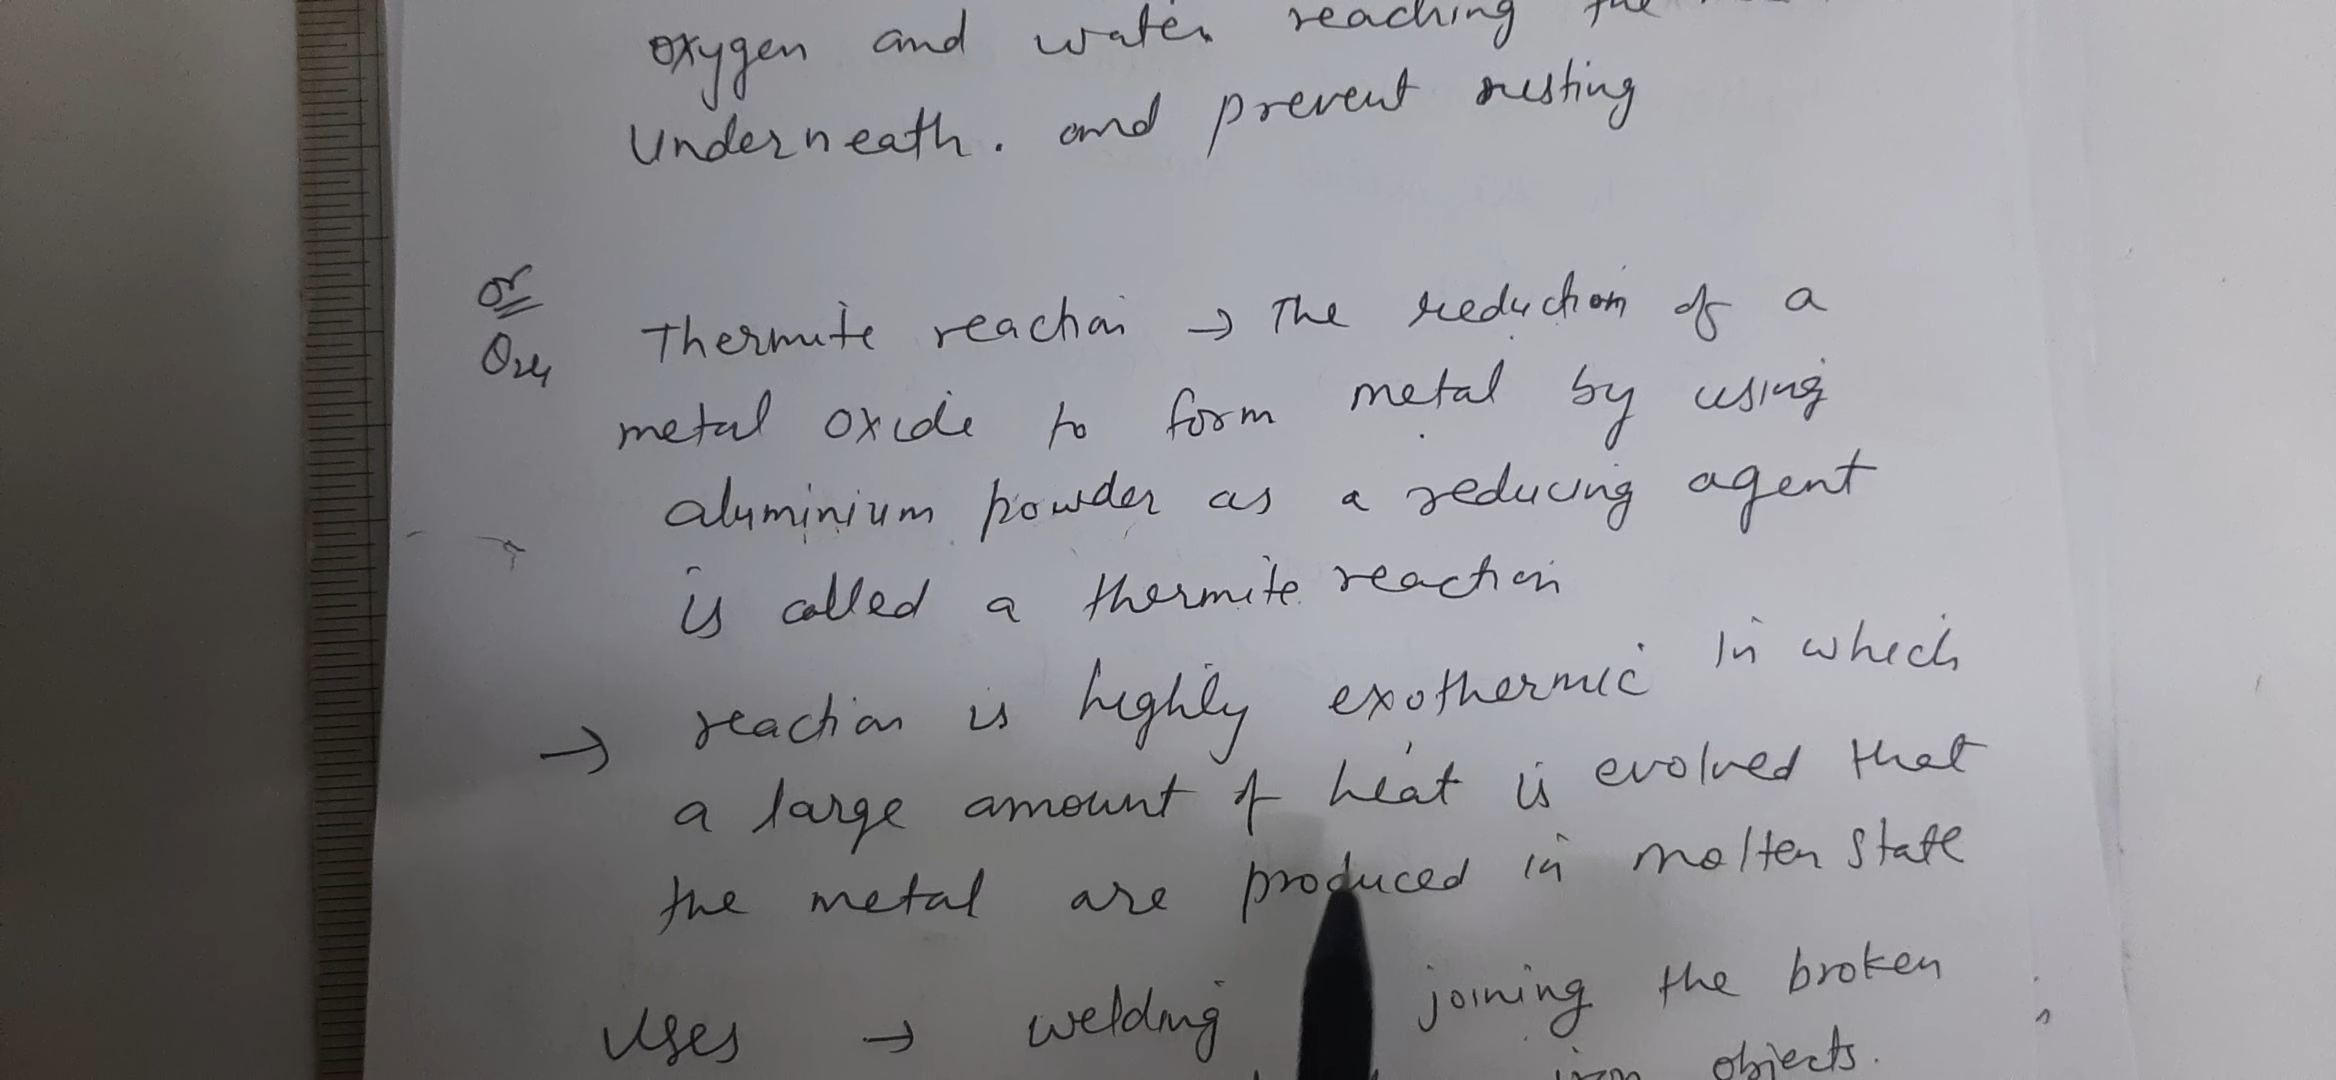 oxygen and water reaching the
underneath. and prevent rusting
or
Thermite reaction → The reduction of a
metal oxide to form metal by using
aluminium powder as a reducing agent
is called a thermite reaction
→ reaction is highly exothermic in which
a large amount of heat is evolved that
the metal are produced in molten state
Uses → welding joining the broken
iron objects.